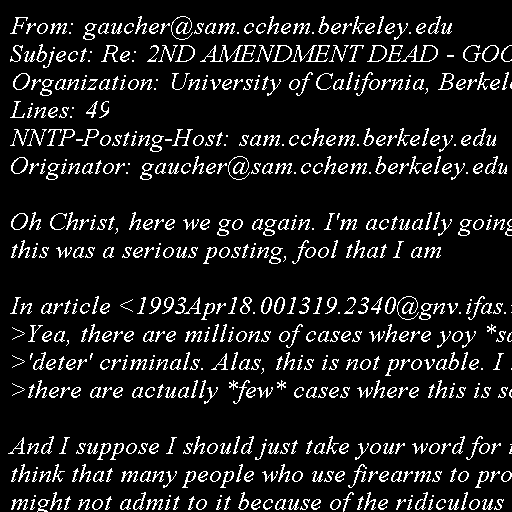 From: gaucher@sam.cchem.berkeley.edu
Subject: Re: 2ND AMENDMENT DEAD - GOO
Organization: University of California, Berkel
Lines: 49
NNTP-Posting-Host: sam.cchem.berkeley.edu
Originator: gaucher@sam.cchem.berkeley.edu
Oh Christ, here we go again. I'm actually going
this was a serious posting, fool that I am
In article <1993Apr18.001319.2340@gnv.ifas.
>Yea, there are millions of cases where yoy *sa
>'deter' criminals. Alas, this is not provable. I
>there are actually *few* cases where this is so
And I suppose I should just take your word for
think that many people who use firearms to pro
might not admit to it because of the ridiculous